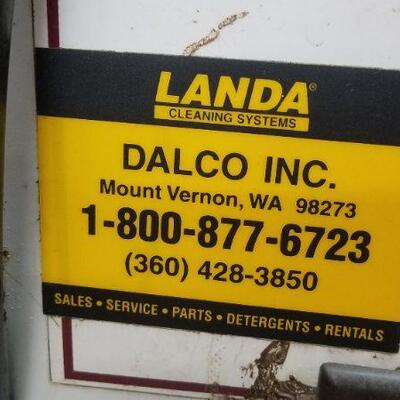 LANDA®
CLEANING SYSTEMS
DALCO INC.
Mount Vernon, WA 98273
1-800-877-6723
(360) 428-3850
SALES • SERVICE • PARTS • DETERGENTS • RENTALS